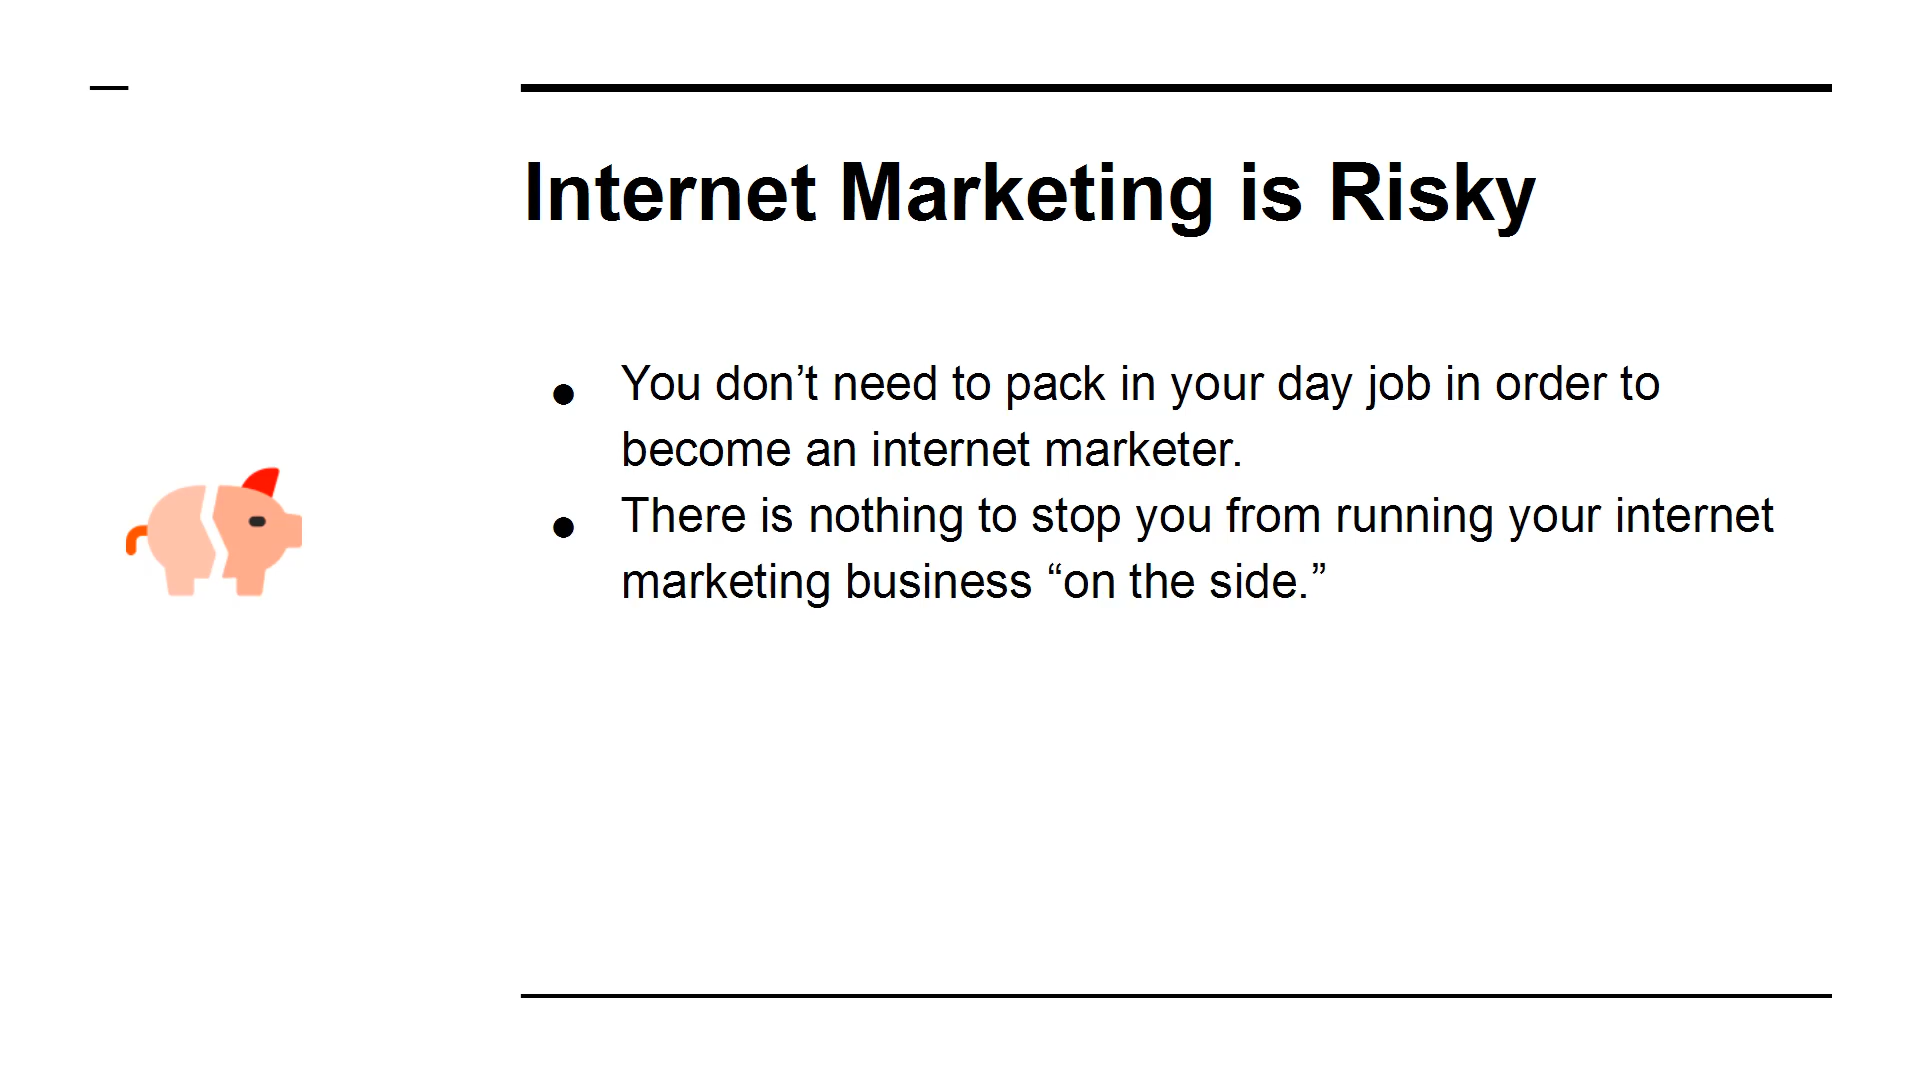 Internet Marketing is Risky
● You don’t need to pack in your day job in order to
become an internet marketer.
● There is nothing to stop you from running your internet
marketing business “on the side.”